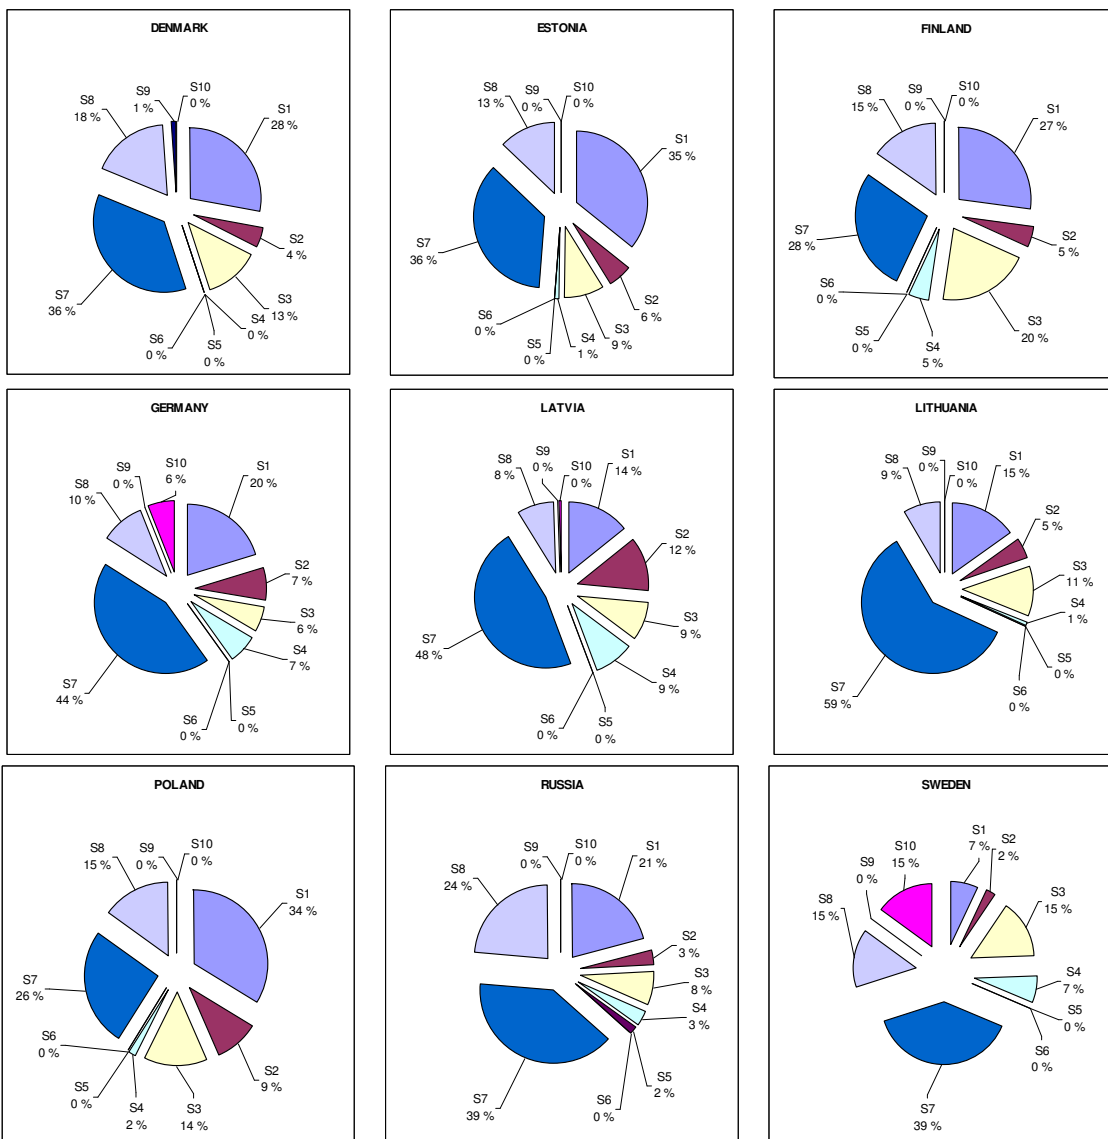 DENMARK
S1
28 %
S2
4 %
S3
13 %
S4
0 %
S5
0 %
S6
0 %
S7
36 %
S8
18 %
S9
1 %
S10
0 %
ESTONIA
S1
35 %
S2
6 %
S3
9 %
S4
1 %
S5
0 %
S6
0 %
S7
36 %
S8
13 %
S9
0 %
S10
0 %
FINLAND
S1
27 %
S2
5 %
S3
20 %
S4
5 %
S5
0 %
S6
0 %
S7
28 %
S8
15 %
S9
0 %
S10
0 %
GERMANY
S1
20 %
S2
7 %
S3
6 %
S4
7 %
S5
0 %
S6
0 %
S7
44 %
S8
10 %
S9
0 %
S10
6 %
LATVIA
S1
14 %
S2
12 %
S3
9 %
S4
9 %
S5
0 %
S6
0 %
S7
48 %
S8
8 %
S9
0 %
S10
0 %
LITHUANIA
S1
15 %
S2
5 %
S3
11 %
S4
1 %
S5
0 %
S6
0 %
S7
59 %
S8
9 %
S9
0 %
S10
0 %
POLAND
S1
34 %
S2
9 %
S3
14 %
S4
2 %
S5
0 %
S6
0 %
S7
26 %
S8
15 %
S9
0 %
S10
0 %
RUSSIA
S1
21 %
S2
3 %
S3
8 %
S4
3 %
S5
2 %
S6
0 %
S7
39 %
S8
24 %
S9
0 %
S10
0 %
SWEDEN
S1
7 %
S2
2 %
S3
15 %
S4
7 %
S5
0 %
S6
0 %
S7
39 %
S8
15 %
S9
0 %
S10
15 %